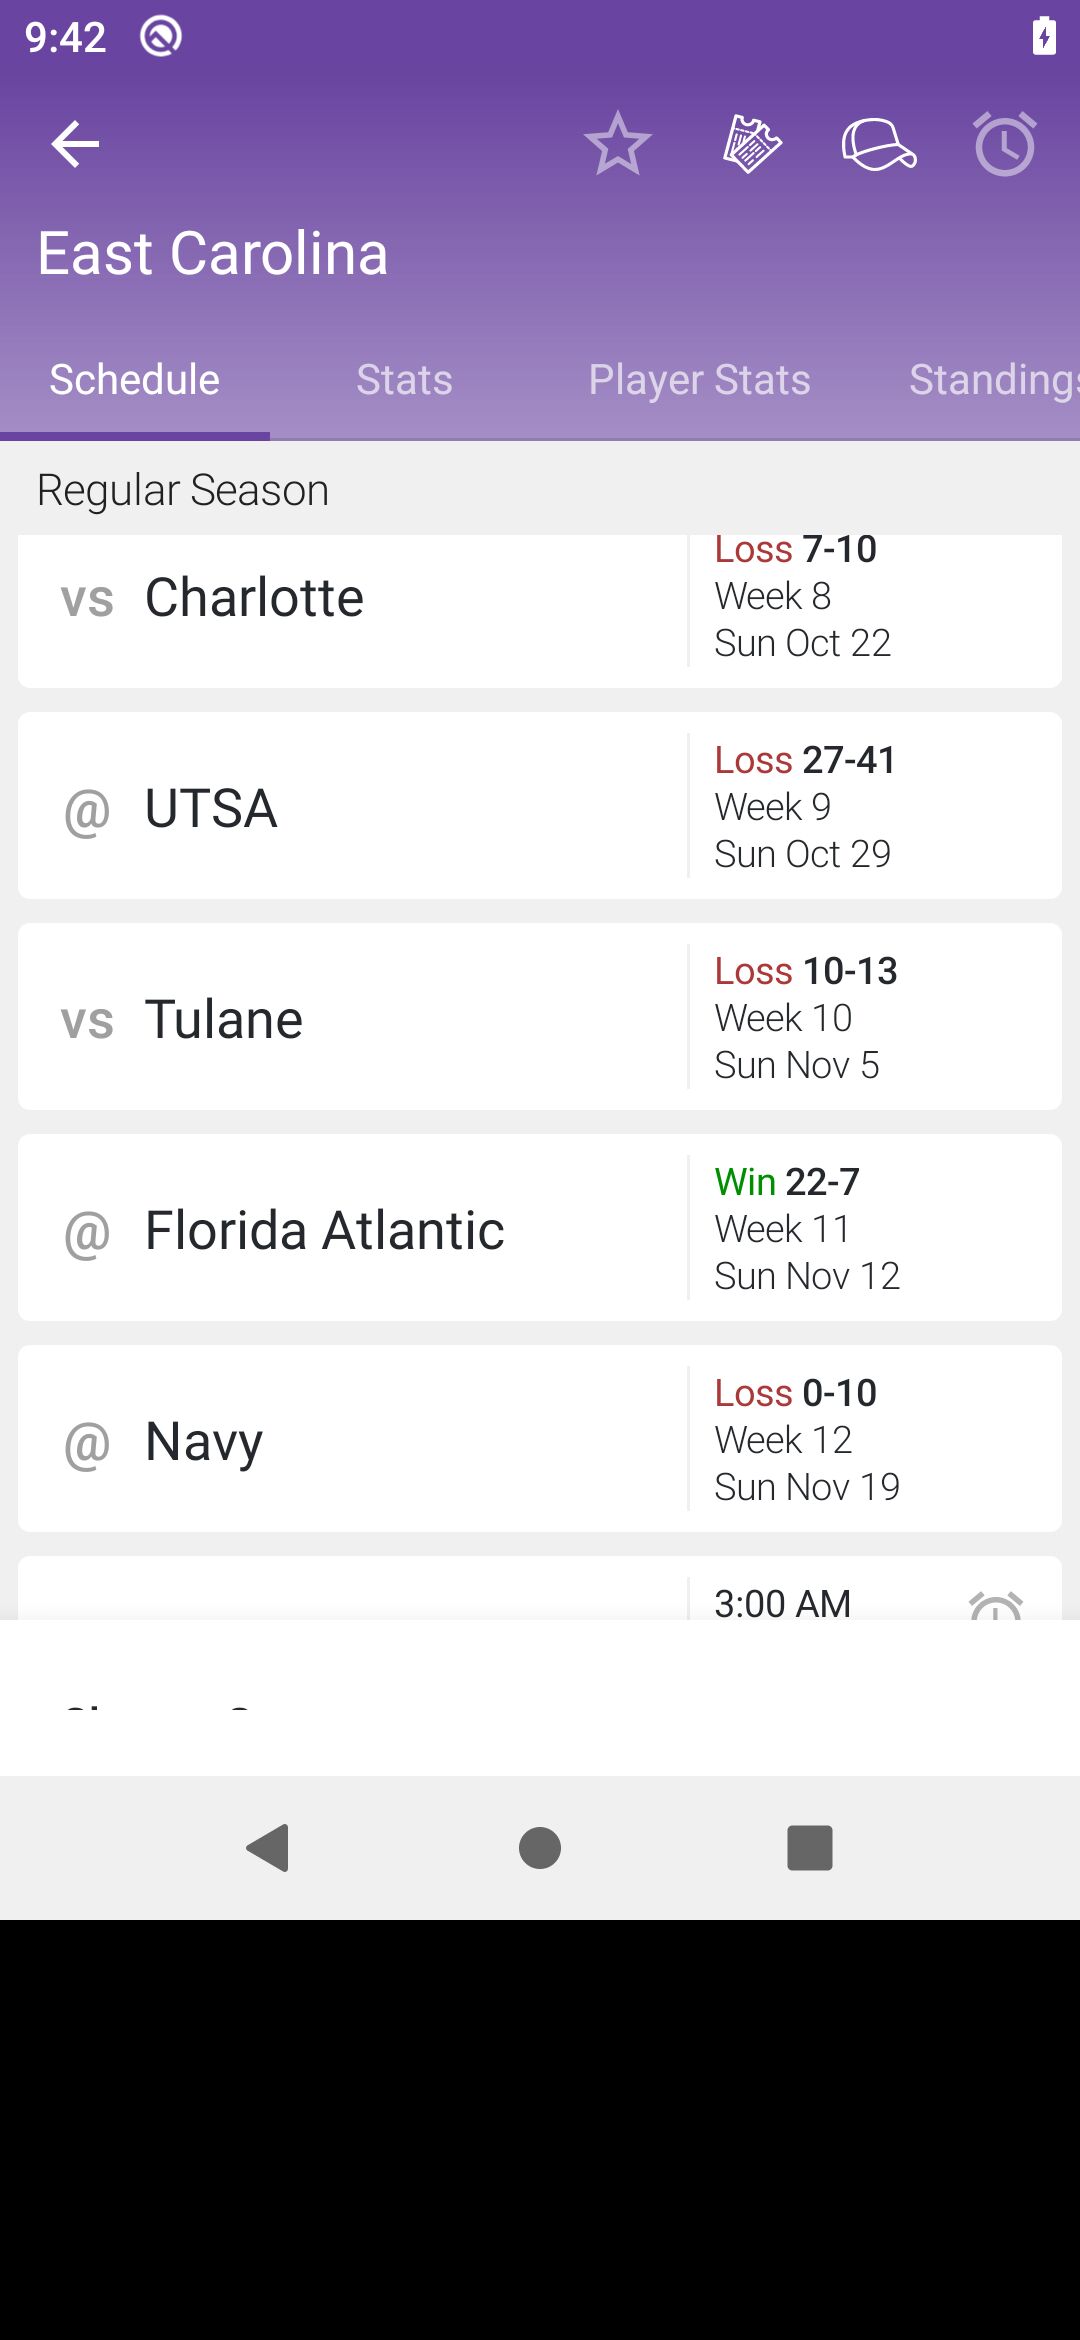 9:42
East Carolina
Schedule Stats Player Stats Standings
Regular Season
vs Charlotte
Loss 7-10
Week 8
Sun Oct 22
@ UTSA
Loss 27-41
Week 9
Sun Oct 29
vs Tulane
Loss 10-13
Week 10
Sun Nov 5
@ Florida Atlantic
Win 22-7
Week 11
Sun Nov 12
@ Navy
Loss 0-10
Week 12
Sun Nov 19
3:00 AM